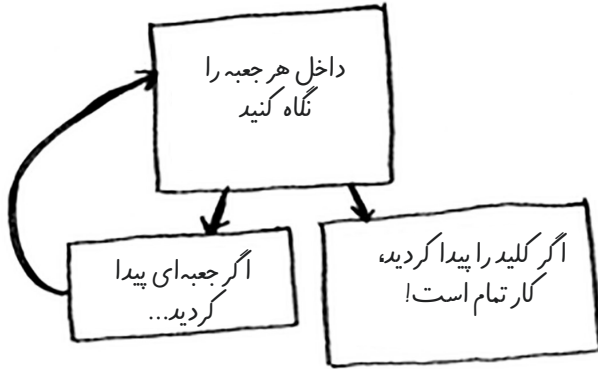 داخل هر جعبه را
نگاه کنید
اگر کلید را پیدا کردید،
کار تمام است!
اگر جعبه‌ای پیدا
کردید...